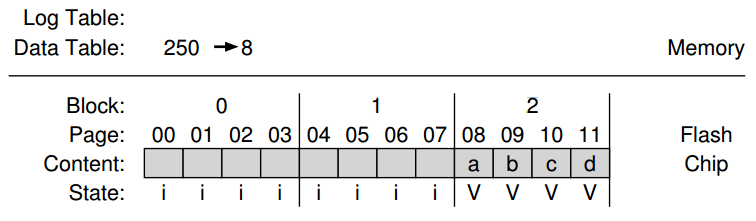 Log Table:
Data Table: 250 → 8 Memory
Block: 0 1 2
Page: 00 01 02 03 04 05 06 07 08 09 10 11 Flash
Content: a b c d Chip
State: i i i i i i i i V V V V